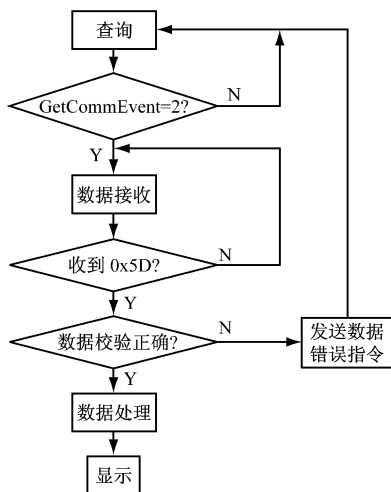 查询
GetCommEvent=2?
N
Y
数据接收
收到 0x5D?
N
Y
数据校验正确?
N
发送数据
错误指令
Y
数据处理
显示